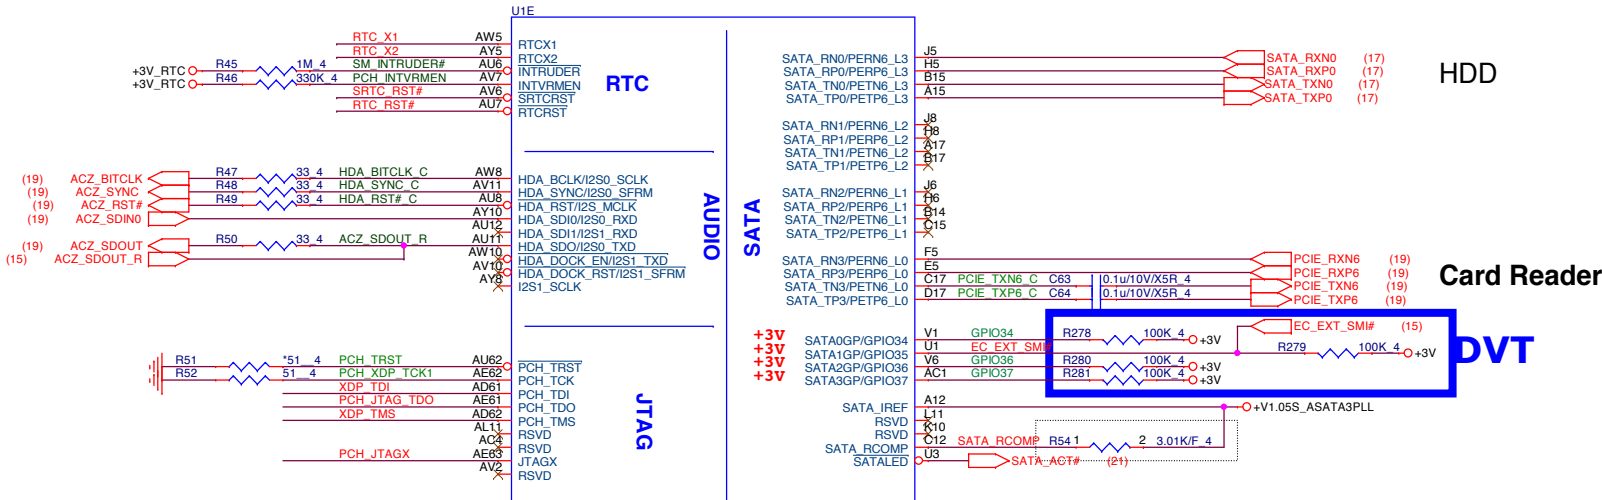 U1E
RTC_X1 AW5 RTCX1
RTC_X2 AY5 RTCX2
+3V_RTC R45 1M_4 SM_INTRUDER# AU6 INTRUDER
+3V_RTC R46 330K_4 PCH_INTVRMEN AV7 INTVRMEN
SRTC_RST# AV6 SRTCRST
RTC_RST# AU7 RTCRST
RTC
(19) ACZ_BITCLK R47 33_4 HDA_BITCLK_C AW8 HDA_BCLK/I2S0_SCLK
(19) ACZ_SYNC R48 33_4 HDA_SYNC_C AV11 HDA_SYNC/I2S0_SFRM
(19) ACZ_RST# R49 33_4 HDA_RST#_C AU8 HDA_RST/I2S_MCLK
(19) ACZ_SDIN0 AY10 HDA_SDI0/I2S0_RXD
AU12 HDA_SDI1/I2S1_RXD
(19) ACZ_SDOUT R50 33_4 ACZ_SDOUT_R AU11 HDA_SDO/I2S0_TXD
(15) ACZ_SDOUT_R AW10 HDA_DOCK_EN/I2S1_TXD
AV10 HDA_DOCK_RST/I2S1_SFRM
AY8 I2S1_SCLK
AUDIO
R51 *51_4 PCH_TRST AU62 PCH_TRST
R52 51_4 PCH_XDP_TCK1 AE62 PCH_TCK
XDP_TDI AD61 PCH_TDI
PCH_JTAG_TDO AE61 PCH_TDO
XDP_TMS AD62 PCH_TMS
AL11 RSVD
AC4 RSVD
PCH_JTAGX AE63 JTAGX
AV2 RSVD
JTAG
SATA
SATA_RN0/PERN6_L3 J5 SATA_RXN0 (17)
SATA_RP0/PERP6_L3 H5 SATA_RXP0 (17)
SATA_TN0/PETN6_L3 B15 SATA_TXN0 (17)
SATA_TP0/PETP6_L3 A15 SATA_TXP0 (17)
HDD
SATA_RN1/PERN6_L2 J8
SATA_RP1/PERP6_L2 H8
SATA_TN1/PETN6_L2 A17
SATA_TP1/PETP6_L2 B17
SATA_RN2/PERN6_L1 J6
SATA_RP2/PERP6_L1 H6
SATA_TN2/PETN6_L1 B14
SATA_TP2/PETP6_L1 C15
SATA_RN3/PERN6_L0 F5 PCIE_RXN6 (19)
SATA_RP3/PERP6_L0 E5 PCIE_RXP6 (19)
SATA_TN3/PETN6_L0 C17 PCIE_TXN6_C C63 0.1u/10V/X5R_4 PCIE_TXN6 (19)
SATA_TP3/PETP6_L0 D17 PCIE_TXP6_C C64 0.1u/10V/X5R_4 PCIE_TXP6 (19)
Card Reader
EC_EXT_SMI# (15)
+3V SATA0GP/GPIO34 V1 GPIO34 R278 100K_4 +3V
+3V SATA1GP/GPIO35 U1 EC_EXT_SMI# R279 100K_4 +3V
+3V SATA2GP/GPIO36 V6 GPIO36 R280 100K_4 +3V
+3V SATA3GP/GPIO37 AC1 GPIO37 R281 100K_4 +3V
DVT
SATA_IREF A12 +V1.05S_ASATA3PLL
RSVD L11
RSVD K10
SATA_RCOMP C12 SATA_RCOMP R54 1 2 3.01K/F_4
SATALED U3 SATA_ACT# (21)